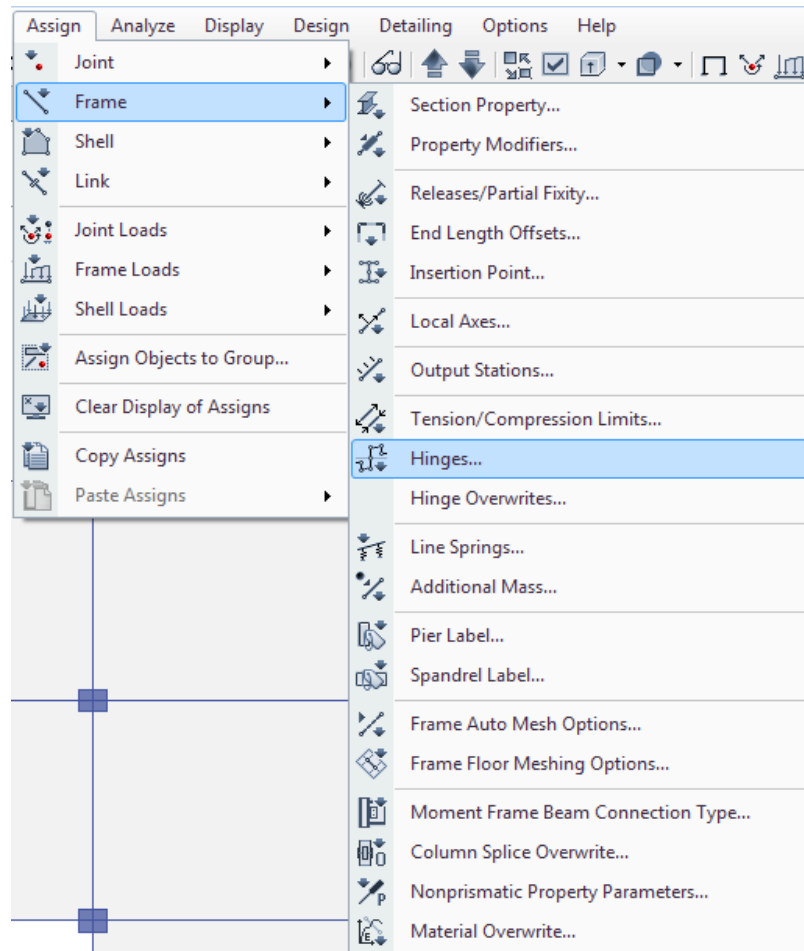 Assign Analyze Display Design Detailing Options Help
Joint
Frame
Shell
Link
Joint Loads
Frame Loads
Shell Loads
Assign Objects to Group...
Clear Display of Assigns
Copy Assigns
Paste Assigns
Section Property...
Property Modifiers...
Releases/Partial Fixity...
End Length Offsets...
Insertion Point...
Local Axes...
Output Stations...
Tension/Compression Limits...
Hinges...
Hinge Overwrites...
Line Springs...
Additional Mass...
Pier Label...
Spandrel Label...
Frame Auto Mesh Options...
Frame Floor Meshing Options...
Moment Frame Beam Connection Type...
Column Splice Overwrite...
Nonprismatic Property Parameters...
Material Overwrite...